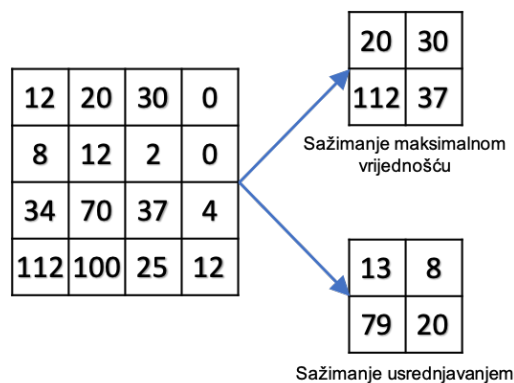 12 20 30 0
8 12 2 0
34 70 37 4
112 100 25 12
20 30
112 37
Sažimanje maksimalnom
vrijednošću
13 8
79 20
Sažimanje usrednjavanjem